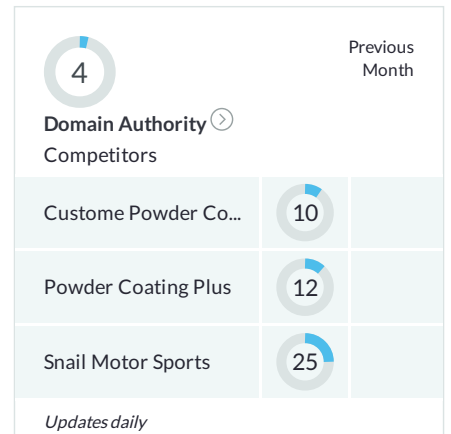 4
Previous
Month
Domain Authority
Competitors
Custome Powder Co...
10
Powder Coating Plus
12
Snail Motor Sports
25
Updates daily